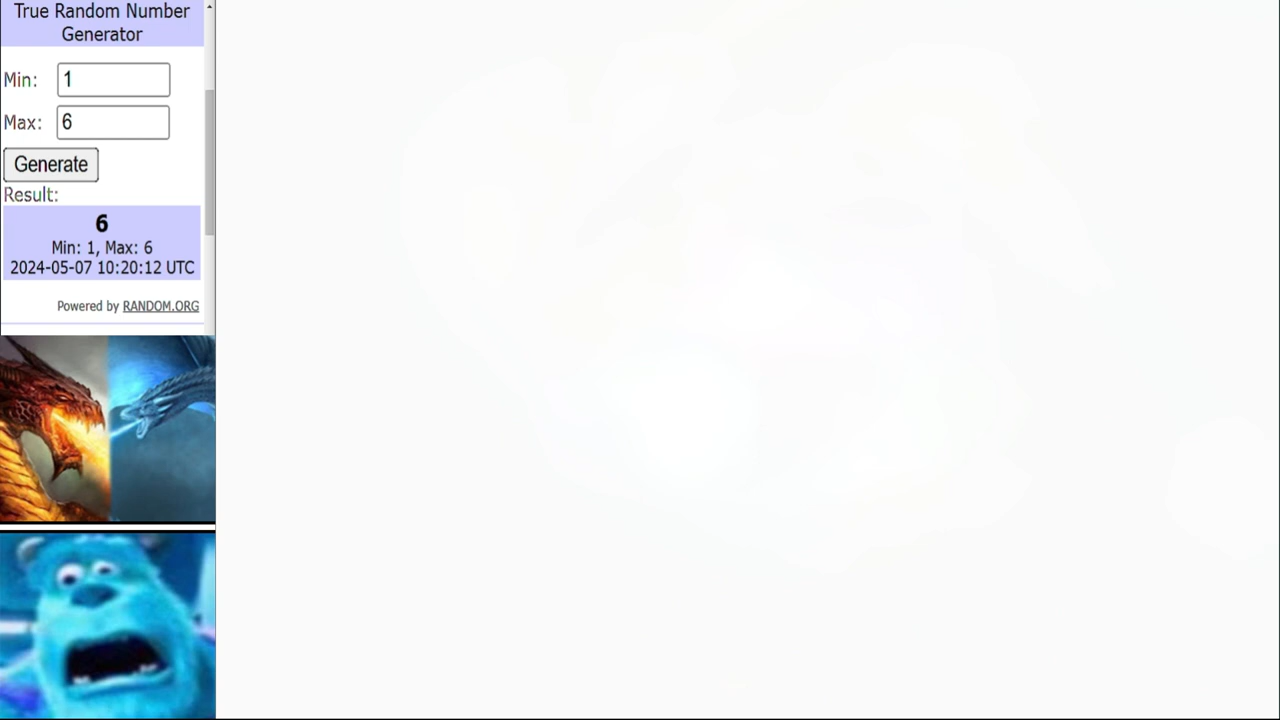 True Random Number
Generator
Min: 1
Max: 6
Generate
Result:
6
Min: 1, Max: 6
2024-05-07 10:20:12 UTC
Powered by RANDOM.ORG